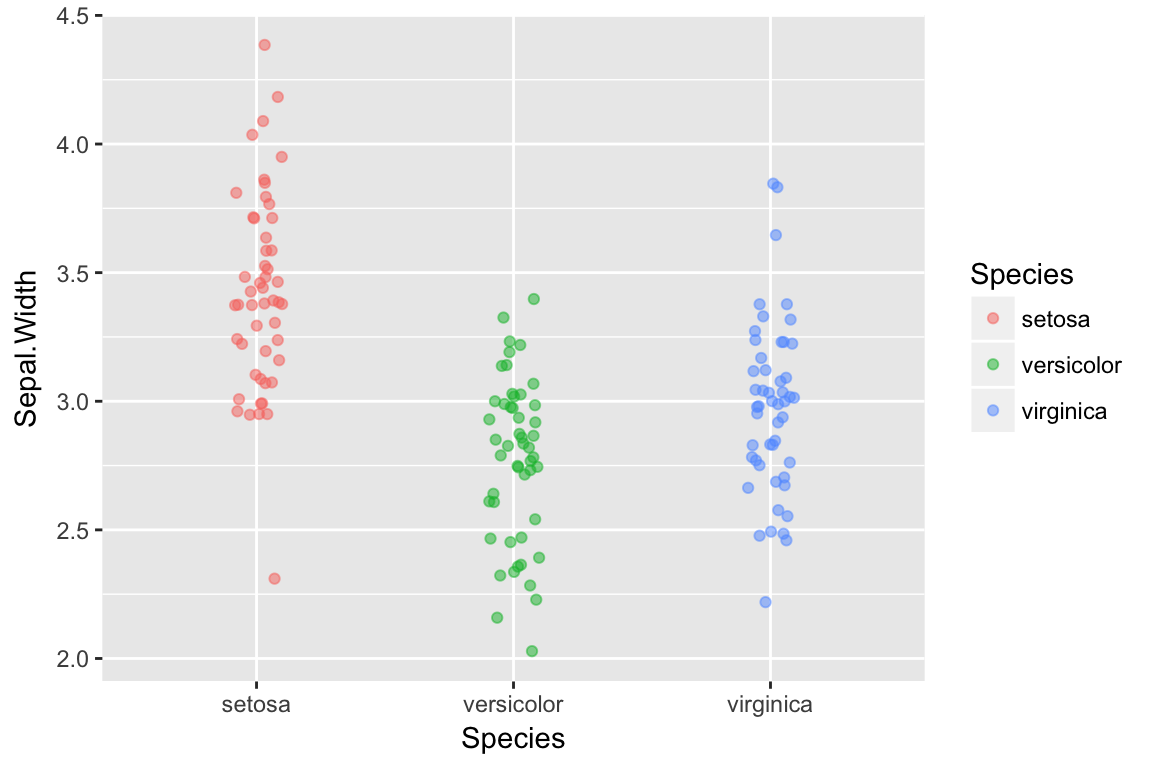 4.5
4.0
3.5
3.0
2.5
2.0
Sepal.Width
setosa
versicolor
virginica
Species
Species
setosa
versicolor
virginica